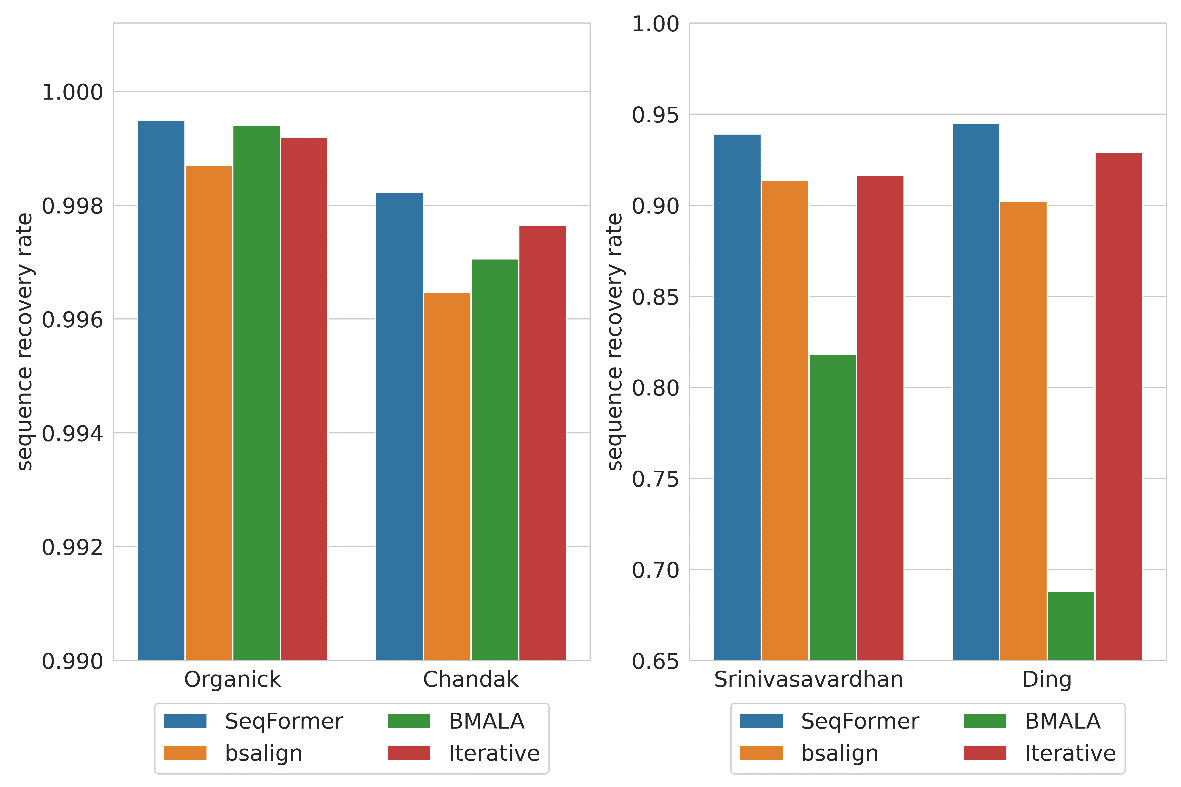 sequence recovery rate
1.000
0.998
0.996
0.994
0.992
0.990
Organick
Chandak
SeqFormer
bsalign
BMALA
Iterative
sequence recovery rate
1.00
0.95
0.90
0.85
0.80
0.75
0.70
0.65
Srinivasavardhan
Ding
SeqFormer
bsalign
BMALA
Iterative